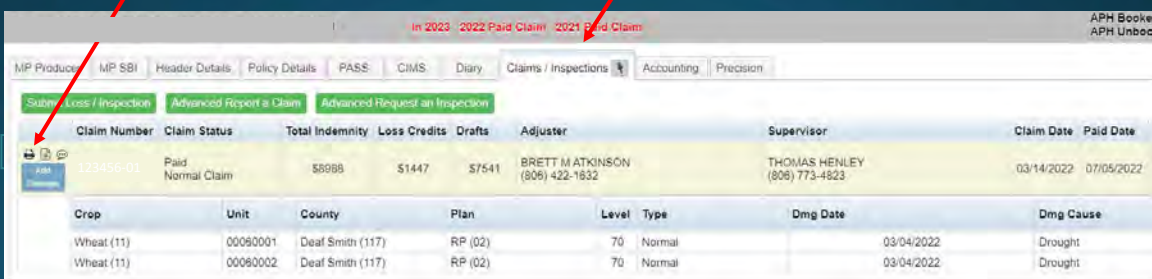 In 2023 2022 Paid Claim 2021 Paid Claim
APH Booke
APH Unboc
MP Producer MP SBI Header Details Policy Details PASS CIMS Diary Claims / Inspections Accounting Precision
Submit Loss / Inspection Advanced Report a Claim Advanced Request an Inspection
Claim Number Claim Status Total Indemnity Loss Credits Drafts Adjuster Supervisor Claim Date Paid Date
Add 123456-01 Paid Normal Claim $8988 $1447 $7541 BRETT M ATKINSON (806) 422-1632 THOMAS HENLEY (806) 773-4823 03/14/2022 07/05/2022
Crop Unit County Plan Level Type Dmg Date Dmg Cause
Wheat (11) 00060001 Deaf Smith (117) RP (02) 70 Normal 03/04/2022 Drought
Wheat (11) 00060002 Deaf Smith (117) RP (02) 70 Normal 03/04/2022 Drought